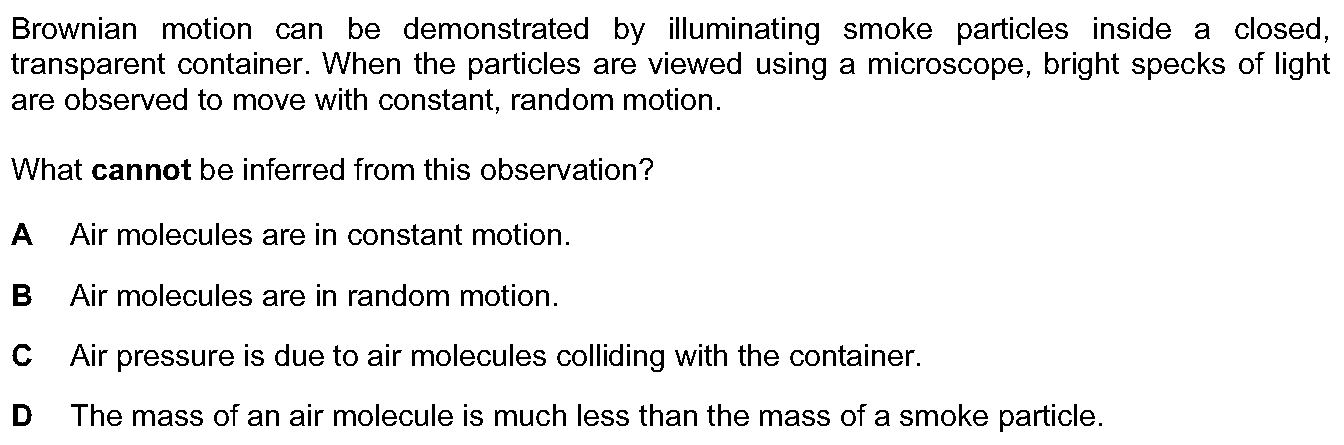 Brownian motion can be demonstrated by illuminating smoke particles inside a closed,
transparent container. When the particles are viewed using a microscope, bright specks of light
are observed to move with constant, random motion.
What cannot be inferred from this observation?
A Air molecules are in constant motion.
B Air molecules are in random motion.
C Air pressure is due to air molecules colliding with the container.
D The mass of an air molecule is much less than the mass of a smoke particle.